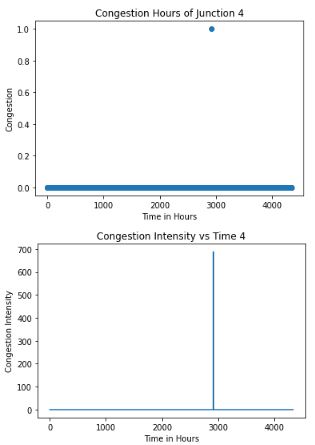 Congestion Hours of Junction 4
1.0
0.8
0.6
0.4
0.2
0.0
Congestion
0 1000 2000 3000 4000
Time in Hours
Congestion Intensity vs Time 4
700
600
500
400
300
200
100
0
Congestion Intensity
0 1000 2000 3000 4000
Time in Hours